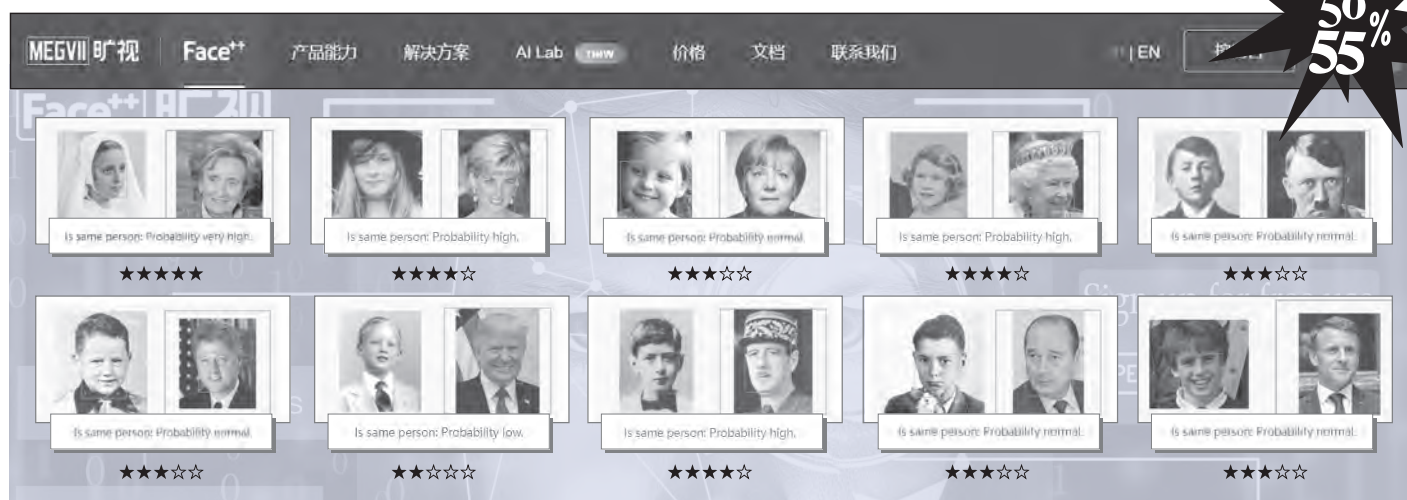 50%
55
MEGVII 旷视 Face++ 产品能力 解决方案 AI Lab 价格 文档 联系我们 | EN
Face++ 旷视
Is same person: Probability very high.
Is same person: Probability high.
Is same person: Probability normal.
Is same person: Probability high.
Is same person: Probability normal.
★★★★★
★★★★☆
★★★☆☆
★★★★☆
★★★☆☆
Is same person: Probability normal.
Is same person: Probability low.
Is same person: Probability high.
Is same person: Probability normal.
Is same person: Probability normal.
★★★☆☆
★★☆☆☆
★★★★☆
★★★☆☆
★★★☆☆